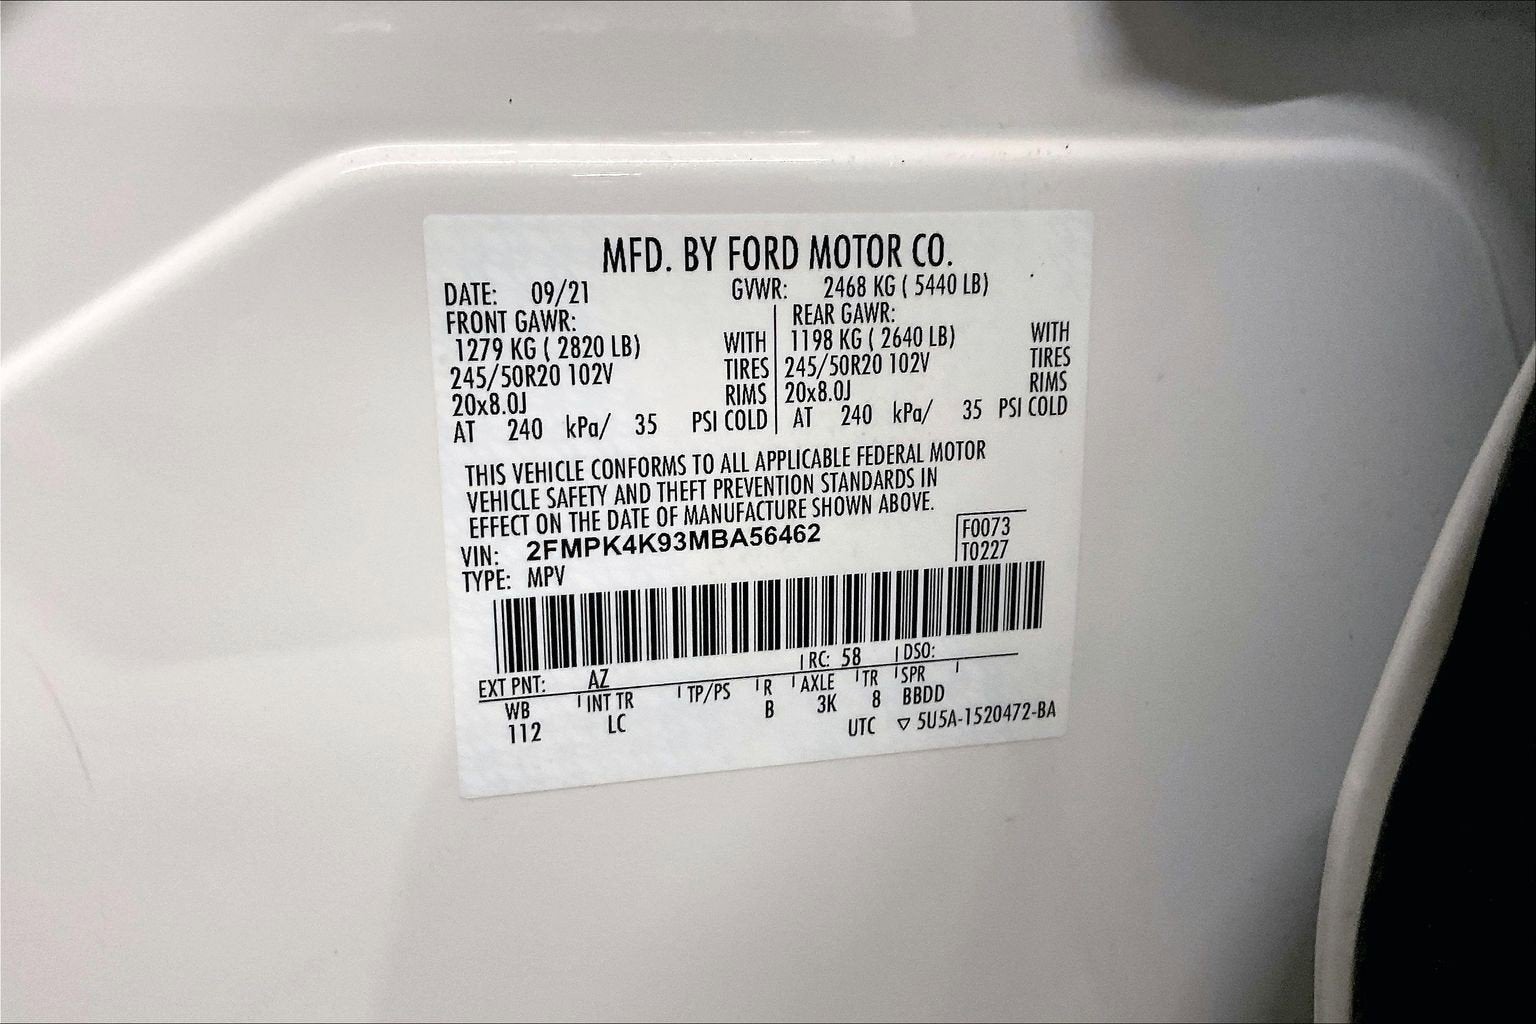 MFD. BY FORD MOTOR CO.
DATE: 09/21 GVWR: 2468 KG ( 5440 LB)
FRONT GAWR: REAR GAWR:
1279 KG ( 2820 LB) WITH 1198 KG ( 2640 LB) WITH
245/50R20 102V TIRES 245/50R20 102V TIRES
20x8.0J RIMS 20x8.0J RIMS
AT 240 kPa/ 35 PSI COLD AT 240 kPa/ 35 PSI COLD
THIS VEHICLE CONFORMS TO ALL APPLICABLE FEDERAL MOTOR
VEHICLE SAFETY AND THEFT PREVENTION STANDARDS IN
EFFECT ON THE DATE OF MANUFACTURE SHOWN ABOVE.
VIN: 2FMPK4K93MBA56462 F0073
TYPE: MPV T0227
EXT PNT: AZ RC: 58 DSO:
WB INT TR TP/PS R AXLE TR SPR
112 LC B 3K 8 BBDD
UTC ▽ 5U5A-1520472-BA